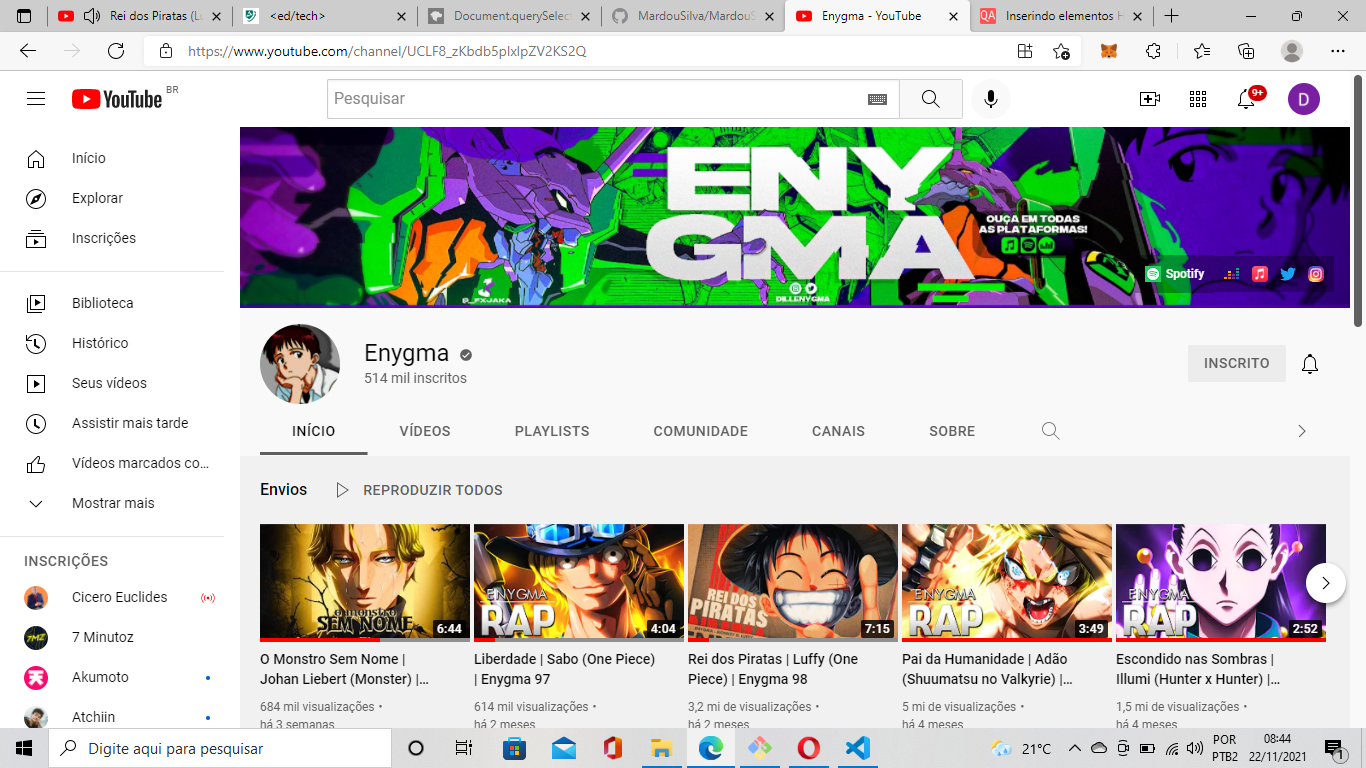 Rei dos Piratas (Lu
<ed/tech>
Document.querySelec
MardouSilva/MardouS
Enygma - YouTube
QA
Inserindo elementos H
https://www.youtube.com/channel/UCLF8_zKbdb5pIxIpZV2KS2Q
YouTube BR
Pesquisar
9+
D
Início
Explorar
Inscrições
Biblioteca
Histórico
Seus vídeos
Assistir mais tarde
Vídeos marcados co...
Mostrar mais
INSCRIÇÕES
Cicero Euclides
7 Minutoz
Akumoto
Atchiin
ENY
GMA
OUÇA EM TODAS
AS PLATAFORMAS!
DILLENYGMA
Spotify
Enygma
514 mil inscritos
INSCRITO
INÍCIO
VÍDEOS
PLAYLISTS
COMUNIDADE
CANAIS
SOBRE
Envios
REPRODUZIR TODOS
O MONSTRO
SEM NOME
6:44
O Monstro Sem Nome |
Johan Liebert (Monster) |...
684 mil visualizações •
há 3 semanas
ENYGMA
RAP
4:04
Liberdade | Sabo (One Piece)
| Enygma 97
614 mil visualizações •
há 2 meses
REI DOS
PIRATAS
7:15
Rei dos Piratas | Luffy (One
Piece) | Enygma 98
3,2 mi de visualizações •
há 2 meses
ENYGMA
RAP
3:49
Pai da Humanidade | Adão
(Shuumatsu no Valkyrie) |...
5 mi de visualizações •
há 4 meses
ENYGMA
RAP
2:52
Escondido nas Sombras |
Illumi (Hunter x Hunter) |...
1,5 mi de visualizações •
há 4 meses
Digite aqui para pesquisar
21°C
POR
PTB2
08:44
22/11/2021
1